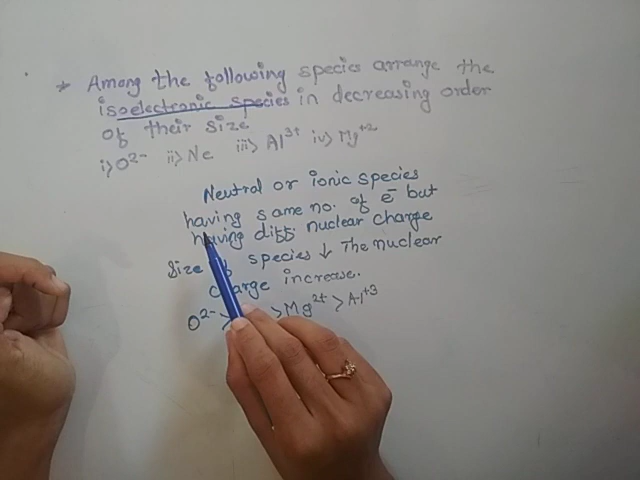 * Among the following species arrange the
isoelectronic species in decreasing order
of their size
i> O²⁻ ii> Ne iii> Al³⁺ iv> Mg⁺²
Neutral or ionic species
having same no. of e⁻ but
having diff nuclear charge
Size species ↓ The nuclear
charge increase.
O²⁻ > > Mg²⁺ > Al⁺³